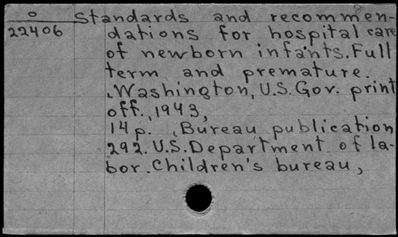 o Standards and recommen-
22406 dations for hospital care
of newborn infants. Full
term and premature.
Washington, U.S. Gov. print
off., 1943,
14 p. Bureau publication
292. U.S. Department of la-
bor. Children's bureau,